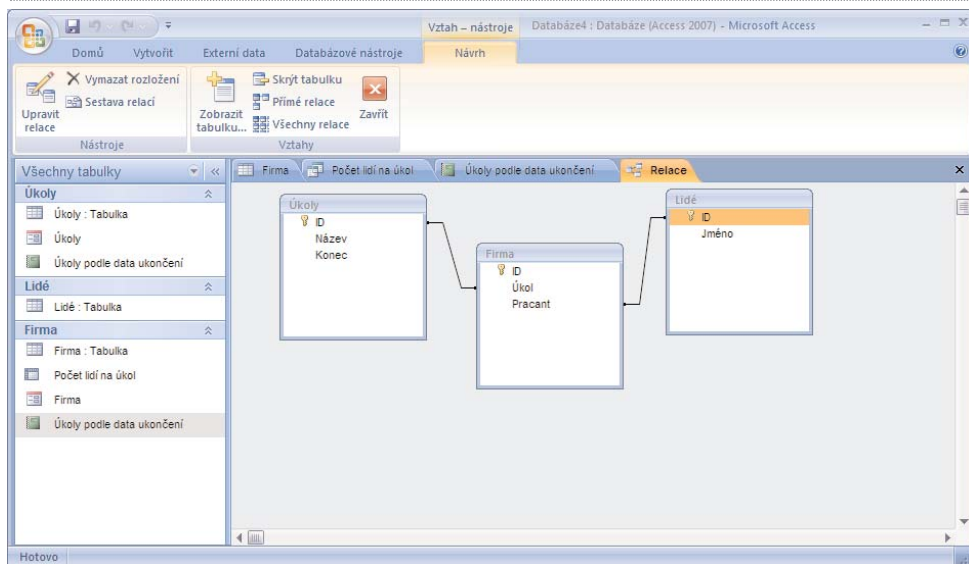 Vztah – nástroje
Databáze4 : Databáze (Access 2007) - Microsoft Access
Domů
Vytvořit
Externí data
Databázové nástroje
Návrh
Upravit relace
Vymazat rozložení
Sestava relací
Nástroje
Zobrazit tabulku...
Skrýt tabulku
Přímé relace
Všechny relace
Zavřít
Vztahy
Všechny tabulky
Úkoly
Úkoly : Tabulka
Úkoly
Úkoly podle data ukončení
Lidé
Lidé : Tabulka
Firma
Firma : Tabulka
Počet lidí na úkol
Firma
Úkoly podle data ukončení
Firma
Počet lidí na úkol
Úkoly podle data ukončení
Relace
Úkoly
ID
Název
Konec
Firma
ID
Úkol
Pracant
Lidé
ID
Jméno
Hotovo